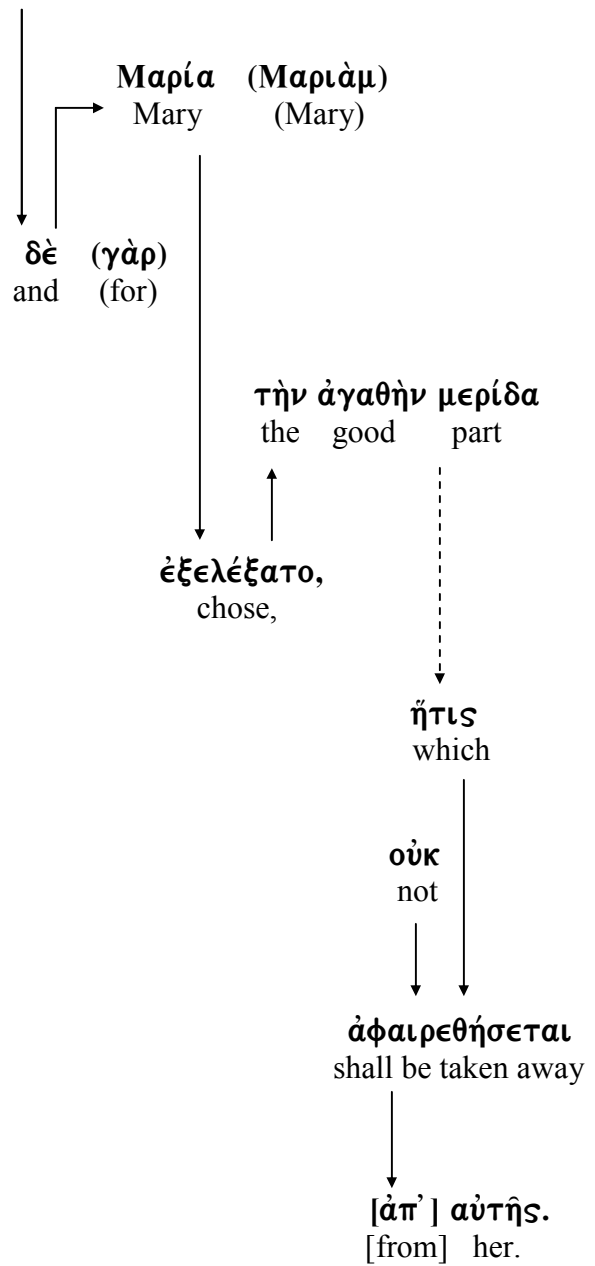 Μαρία (Μαριὰμ)
Mary (Mary)
δὲ (γὰρ)
and (for)
τὴν ἀγαθὴν μερίδα
the good part
ἐξελέξατο,
chose,
ἥτις
which
οὐκ
not
ἀφαιρεθήσεται
shall be taken away
[ἀπ’ ] αὐτῆς.
[from] her.